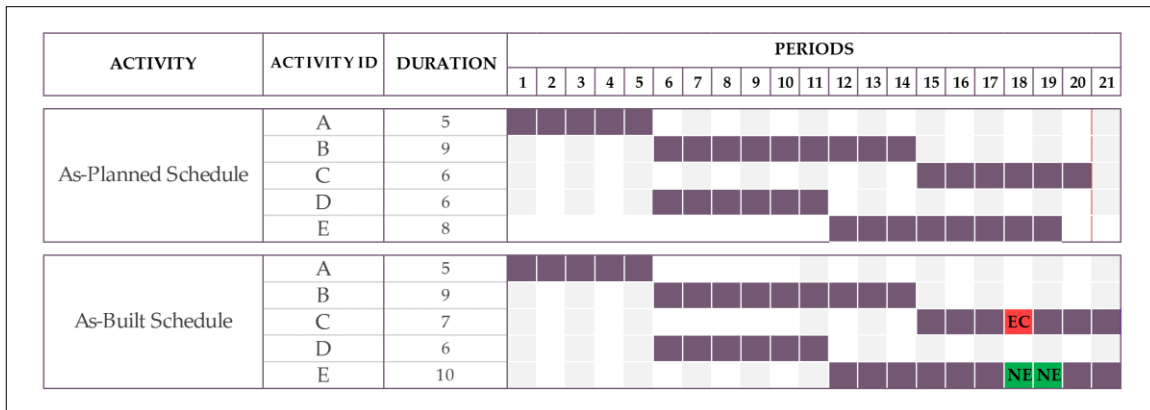 ACTIVITY ACTIVITY ID DURATION PERIODS
1 2 3 4 5 6 7 8 9 10 11 12 13 14 15 16 17 18 19 20 21
As-Planned Schedule
A 5
B 9
C 6
D 6
E 8
As-Built Schedule
A 5
B 9
C 7 EC
D 6
E 10 NE NE